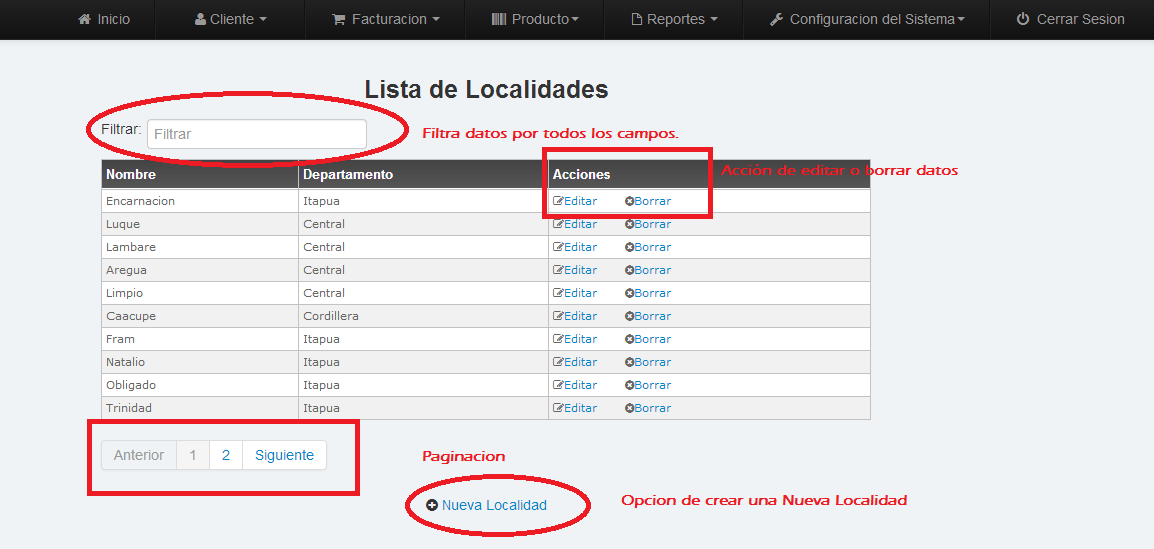 Inicio Cliente Facturacion Producto Reportes Configuracion del Sistema Cerrar Sesion
Lista de Localidades
Filtrar: Filtrar Filtra datos por todos los campos.
Nombre Departamento Acciones Acción de editar o borrar datos
Encarnacion Itapua Editar Borrar
Luque Central Editar Borrar
Lambare Central Editar Borrar
Aregua Central Editar Borrar
Limpio Central Editar Borrar
Caacupe Cordillera Editar Borrar
Fram Itapua Editar Borrar
Natalio Itapua Editar Borrar
Obligado Itapua Editar Borrar
Trinidad Itapua Editar Borrar
Anterior 1 2 Siguiente Paginacion
Nueva Localidad Opcion de crear una Nueva Localidad